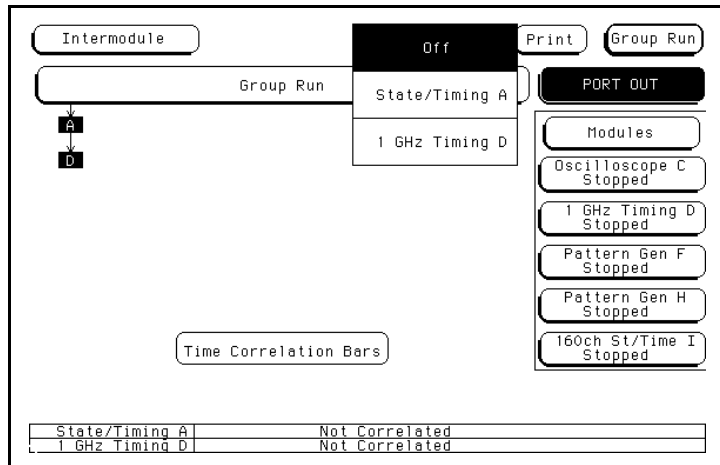 Intermodule
Off
Print
Group Run
Group Run
State/Timing A
PORT OUT
1 GHz Timing D
A
D
Modules
Oscilloscope C
Stopped
1 GHz Timing D
Stopped
Pattern Gen F
Stopped
Pattern Gen H
Stopped
160ch St/Time I
Stopped
Time Correlation Bars
State/Timing A Not Correlated
1 GHz Timing D Not Correlated